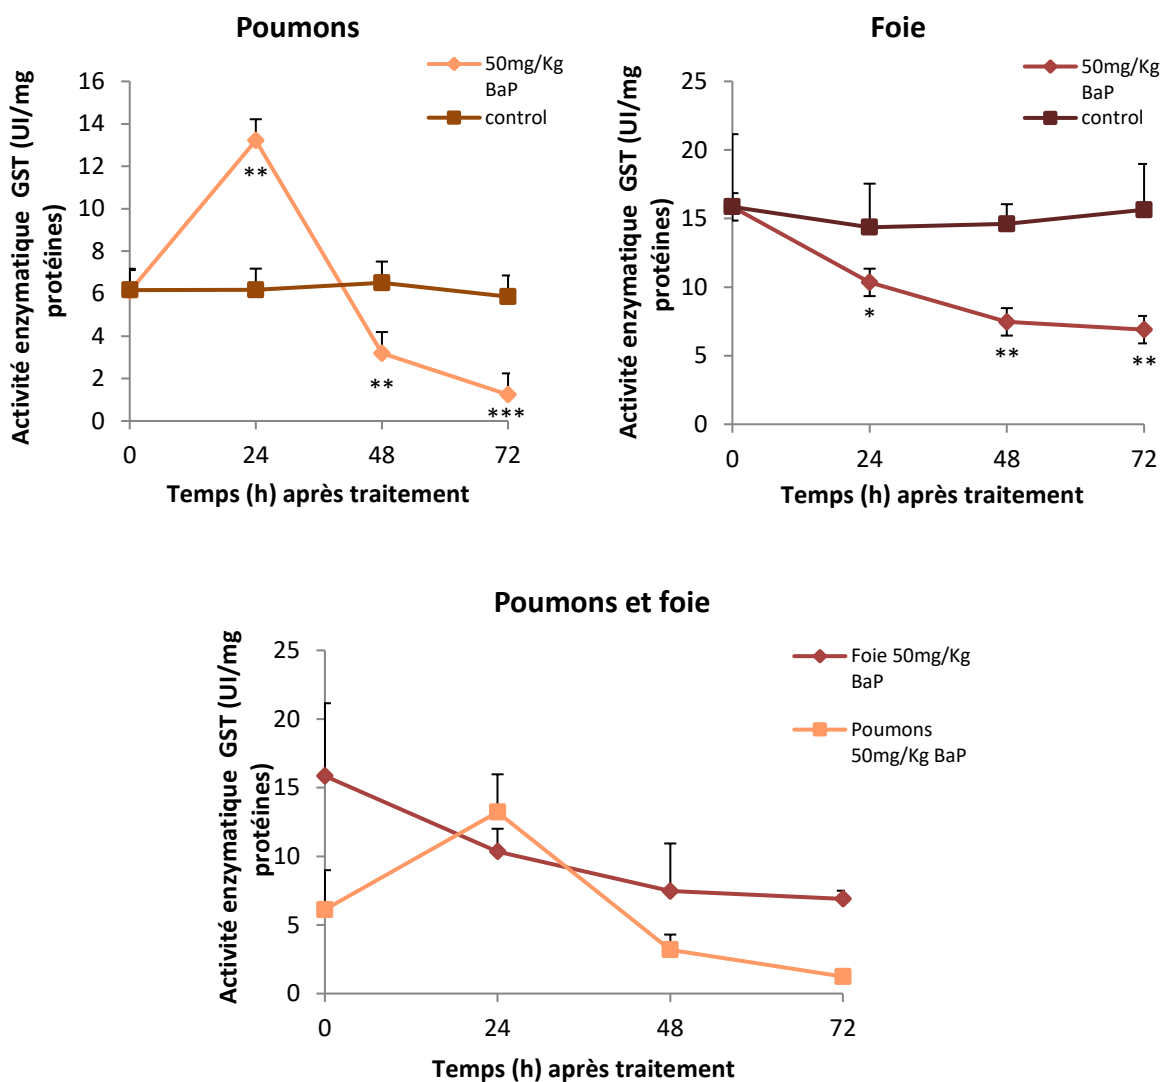 Poumons
50mg/Kg
BaP
control
Activité enzymatique GST (UI/mg
protéines)
16
14
12
10
8
6
4
2
0
**
**
***
0 24 48 72
Temps (h) après traitement
Foie
50mg/Kg
BaP
control
Activité enzymatique GST (UI/mg
protéines)
25
20
15
10
5
0
*
**
**
0 24 48 72
Temps (h) après traitement
Poumons et foie
Foie 50mg/Kg
BaP
Poumons
50mg/Kg BaP
Activité enzymatique GST (UI/mg
protéines)
25
20
15
10
5
0
0 24 48 72
Temps (h) après traitement